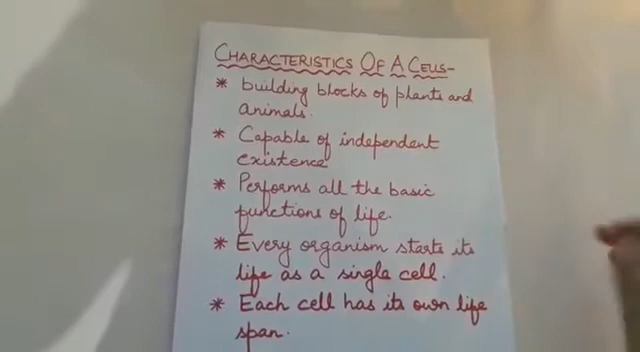 CHARACTERISTICS OF A CELLS-
* building blocks of plants and
animals.
* Capable of independent
existence
* Performs all the basic
functions of life.
* Every organism starts its
life as a single cell.
* Each cell has its own life
span.